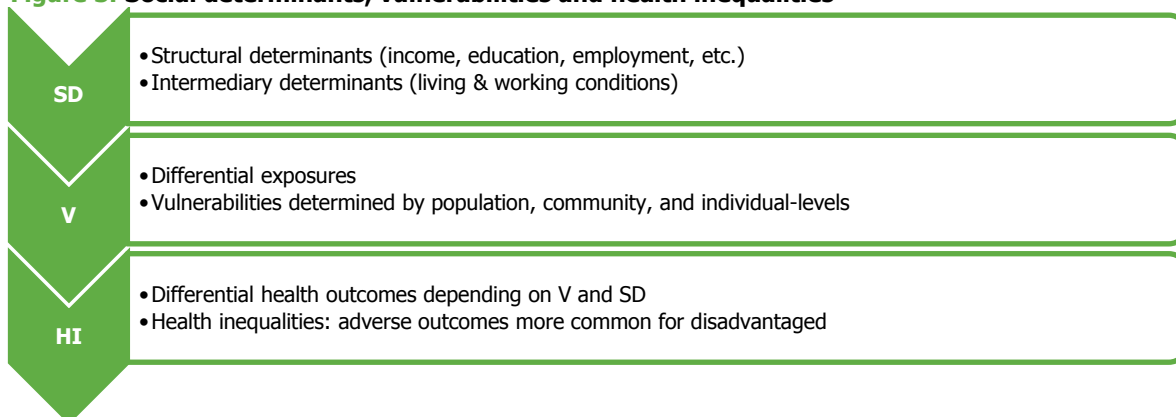 Figure 3. Social determinants, vulnerabilities and health inequalities
SD
•Structural determinants (income, education, employment, etc.)
•Intermediary determinants (living & working conditions)
V
•Differential exposures
•Vulnerabilities determined by population, community, and individual-levels
HI
•Differential health outcomes depending on V and SD
•Health inequalities: adverse outcomes more common for disadvantaged